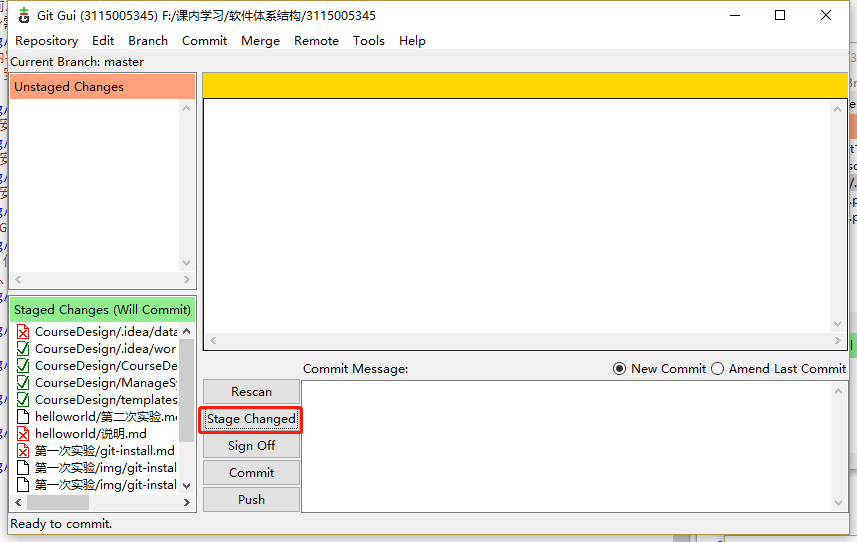 Git Gui (3115005345) F:/课内学习/软件体系结构/3115005345
Repository Edit Branch Commit Merge Remote Tools Help
Current Branch: master
Unstaged Changes
Staged Changes (Will Commit)
CourseDesign/.idea/data
CourseDesign/.idea/wor
CourseDesign/CourseDe
CourseDesign/ManageSy
CourseDesign/templates
helloworld/第二次实验.md
helloworld/说明.md
第一次实验/git-install.md
第一次实验/img/git-instal
第一次实验/img/git-instal
Commit Message:
New Commit Amend Last Commit
Rescan
Stage Changed
Sign Off
Commit
Push
Ready to commit.